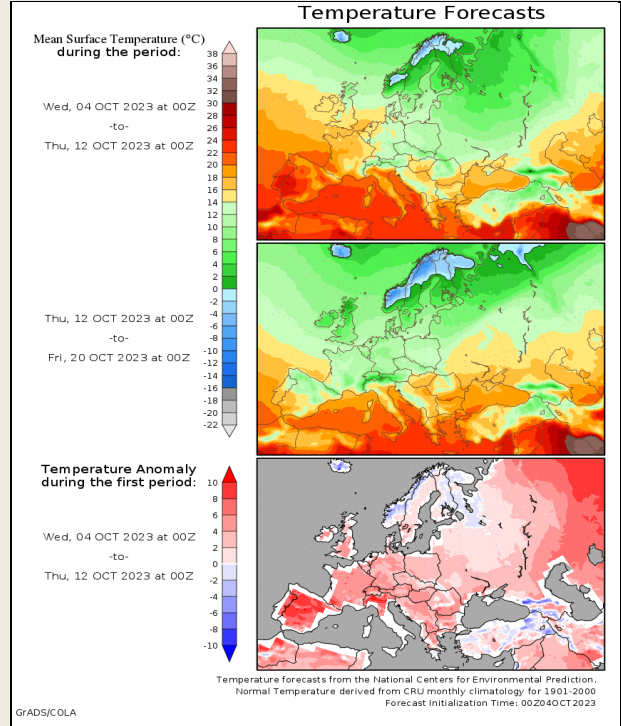 Temperature Forecasts
Mean Surface Temperature (°C)
during the period:
Wed, 04 OCT 2023 at 00Z
-to-
Thu, 12 OCT 2023 at 00Z
38
36
34
32
30
28
26
24
22
20
18
16
14
12
10
8
6
4
2
0
-2
-4
-6
-8
-10
-12
-14
-16
-18
-20
-22
Thu, 12 OCT 2023 at 00Z
-to-
Fri, 20 OCT 2023 at 00Z
Temperature Anomaly
during the first period:
Wed, 04 OCT 2023 at 00Z
-to-
Thu, 12 OCT 2023 at 00Z
10
8
6
4
2
0
-2
-4
-6
-8
-10
Temperature forecasts from the National Centers for Environmental Prediction.
Normal Temperature derived from CRU monthly climatology for 1901-2000
Forecast Initialization Time: 00Z04OCT2023
GrADS/COLA